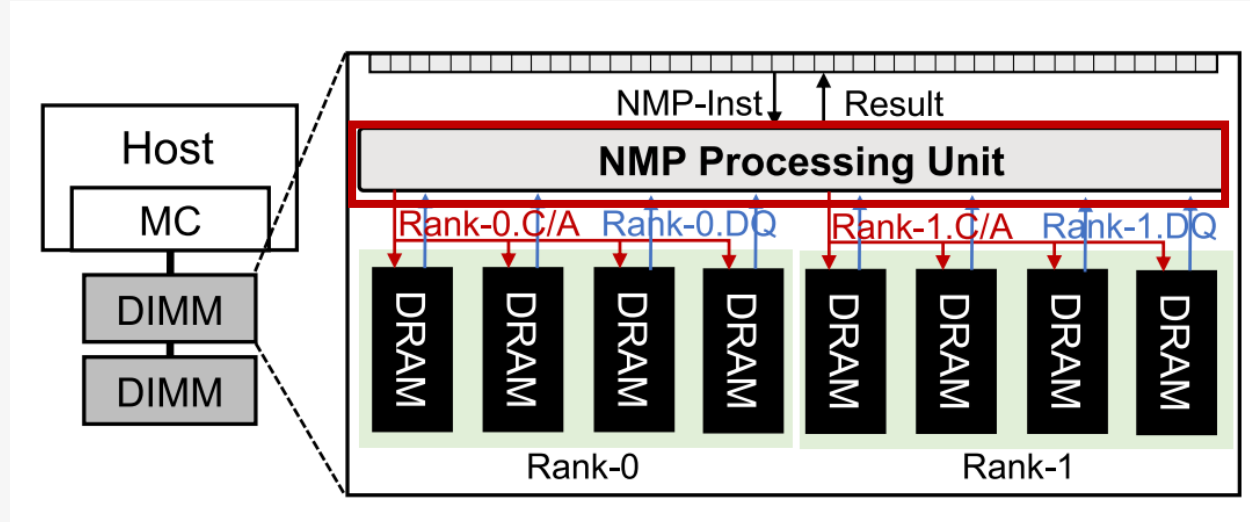 Host
MC
DIMM
DIMM
NMP-Inst
Result
NMP Processing Unit
Rank-0.C/A
Rank-0.DQ
Rank-1.C/A
Rank-1.DQ
DRAM
DRAM
DRAM
DRAM
DRAM
DRAM
DRAM
DRAM
Rank-0
Rank-1